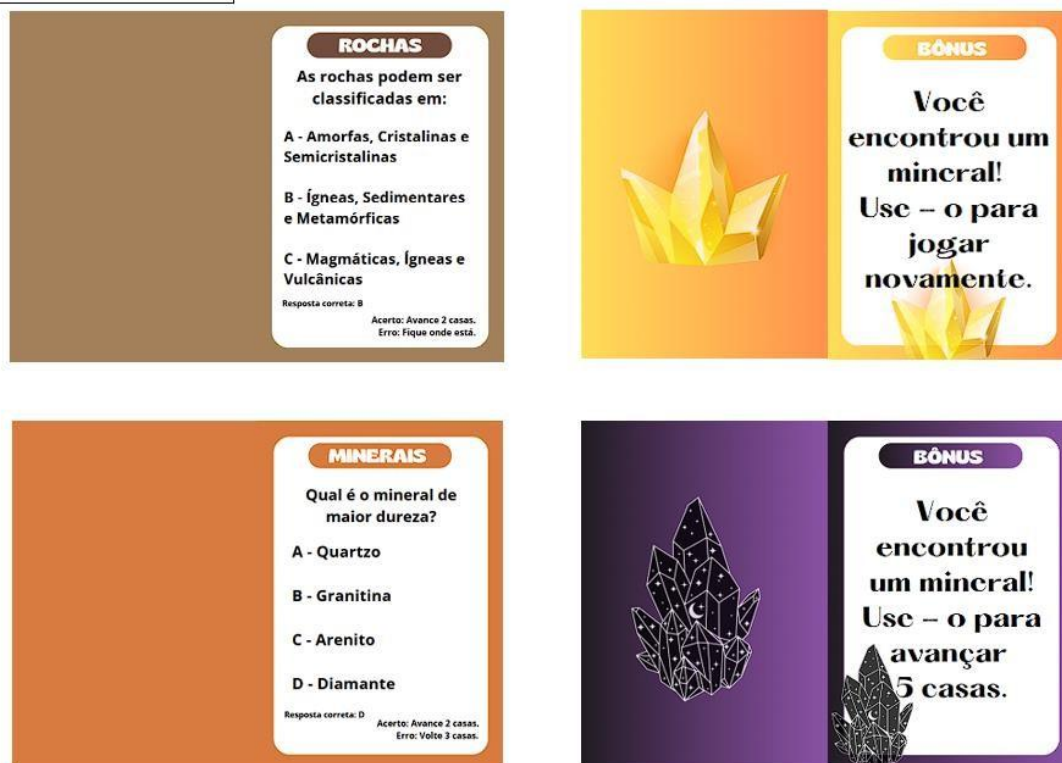 ROCHAS
As rochas podem ser
classificadas em:
A - Amorfas, Cristalinas e
Semicristalinas
B - Ígneas, Sedimentares
e Metamórficas
C - Magmáticas, Ígneas e
Vulcânicas
Resposta correta: B
Acerto: Avance 2 casas.
Erro: Fique onde está.
BÔNUS
Você
encontrou um
mineral!
Use – o para
jogar
novamente.
MINERAIS
Qual é o mineral de
maior dureza?
A - Quartzo
B - Granitina
C - Arenito
D - Diamante
Resposta correta: D
Acerto: Avance 2 casas.
Erro: Volte 3 casas.
BÔNUS
Você
encontrou
um mineral!
Use – o para
avançar
5 casas.